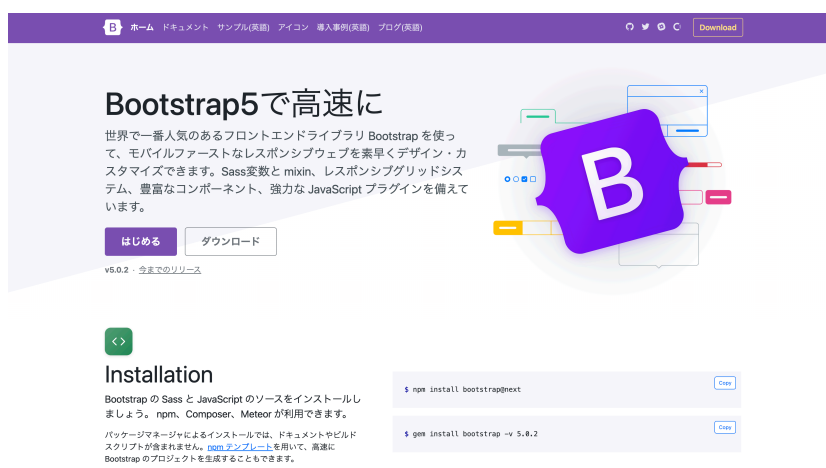 B ホーム ドキュメント サンプル(英語) アイコン 導入事例(英語) ブログ(英語) Download
Bootstrap5で高速に
世界で一番人気のあるフロントエンドライブラリ Bootstrap を使っ
て、モバイルファーストなレスポンシブウェブを素早くデザイン・カ
スタマイズできます。Sass変数と mixin、レスポンシブグリッドシス
テム、豊富なコンポーネント、強力な JavaScript プラグインを備えて
います。
はじめる ダウンロード
v5.0.2 · 今までのリリース
B
Installation
Bootstrap の Sass と JavaScript のソースをインストールし
ましょう。 npm、Composer、Meteor が利用できます。
パッケージマネージャによるインストールでは、ドキュメントやビルド
スクリプトが含まれません。npm テンプレートを用いて、高速に
Bootstrap のプロジェクトを生成することもできます。
$ npm install bootstrap@next
Copy
$ gem install bootstrap -v 5.0.2
Copy